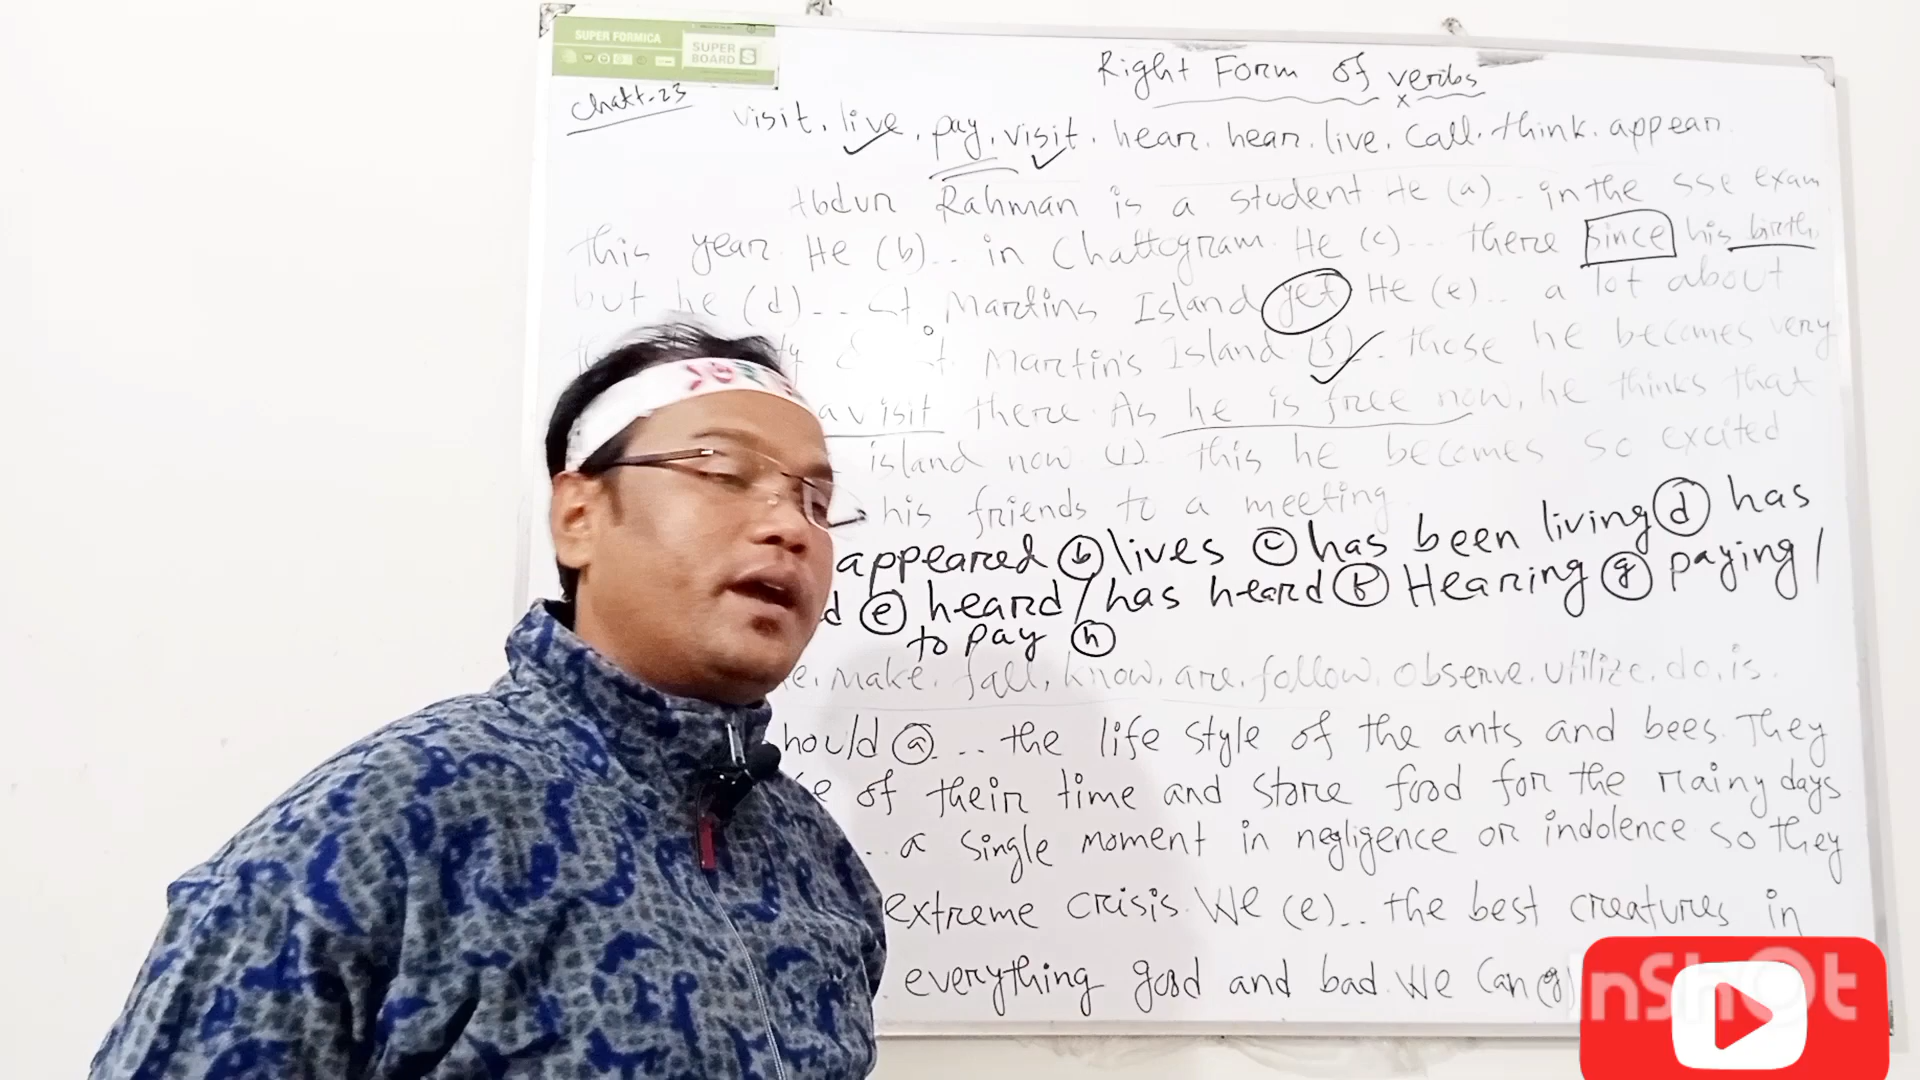 SUPER FORMICA
SUPER BOARD S
Right Form of verbs
x
Chatt-23
visit, live, pay, visit, hear, hear, live, call, think, appear.
Abdur Rahman is a student. He (a)... in the SSC exam
this year. He (b)... in Chattogram. He (c)... there since his birth
but he (d)... St. Martins Island yet. He (e)... a lot about
Martin's Island (f)... these he becomes very
a visit there. As he is free now, he thinks that
island now (i)... this he becomes so excited
his friends to a meeting
appeared (b) lives (c) has been living (d) has
(e) heard/has heard (f) Hearing (g) paying/
to pay (h)
make, fall, know, are, follow, observe, utilize, do, is.
(a)... the life style of the ants and bees. They
of their time and store food for the rainy days
... a single moment in negligence or indolence so they
extreme crisis. We (e)... the best creatures in
everything good and bad. We can (g)
InShOt